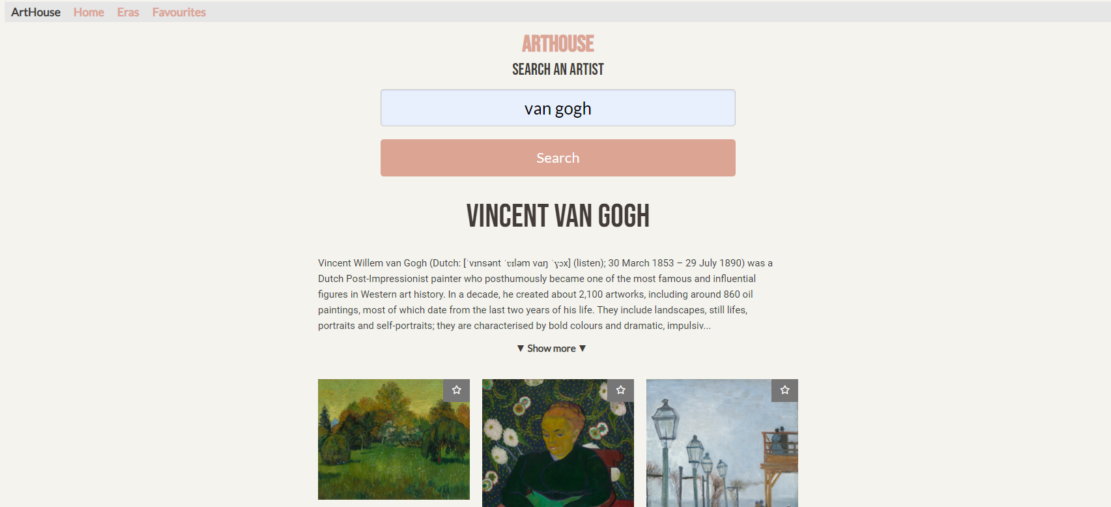 ArtHouse Home Eras Favourites
ARTHOUSE
SEARCH AN ARTIST
van gogh
Search
VINCENT VAN GOGH
Vincent Willem van Gogh (Dutch: [ˈvɪnsənt ˈʋɪləm vɑŋ ˈɣɔx] (listen); 30 March 1853 – 29 July 1890) was a
Dutch Post-Impressionist painter who posthumously became one of the most famous and influential
figures in Western art history. In a decade, he created about 2,100 artworks, including around 860 oil
paintings, most of which date from the last two years of his life. They include landscapes, still lifes,
portraits and self-portraits; they are characterised by bold colours and dramatic, impulsiv...
▼ Show more ▼